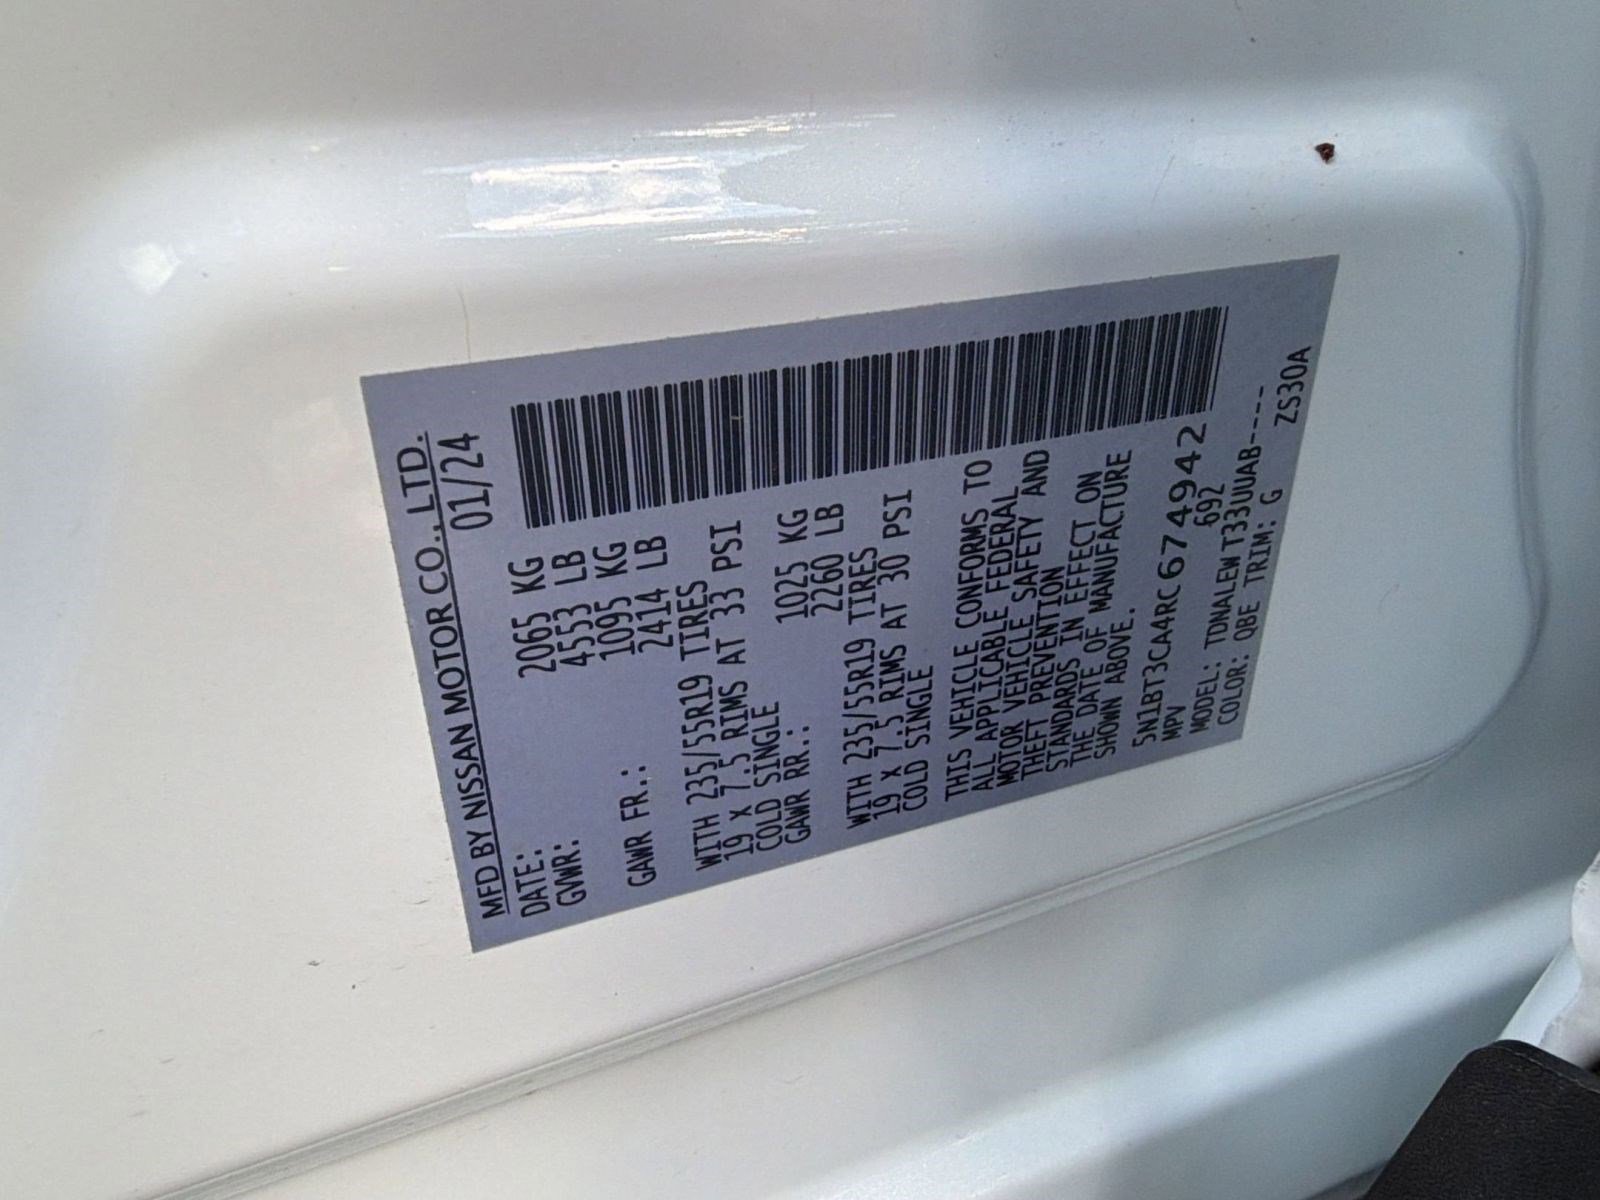 MFD BY NISSAN MOTOR CO., LTD.
DATE: 01/24
GVWR: 2065 KG
4553 LB
GAWR FR.: 1095 KG
2414 LB
WITH 235/55R19 TIRES
19 X 7.5 RIMS AT 33 PSI
COLD SINGLE
GAWR RR.: 1025 KG
2260 LB
WITH 235/55R19 TIRES
19 X 7.5 RIMS AT 30 PSI
COLD SINGLE
THIS VEHICLE CONFORMS TO
ALL APPLICABLE FEDERAL
MOTOR VEHICLE SAFETY AND
THEFT PREVENTION
STANDARDS IN EFFECT ON
THE DATE OF MANUFACTURE
SHOWN ABOVE.
5N1BT3CA4RC674942
MPV 692
MODEL: TDNALEWT33UUAB----
COLOR: QBE TRIM: G ZS30A